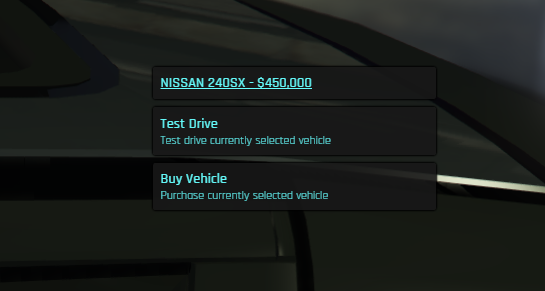 NISSAN 240SX - $450,000
Test Drive
Test drive currently selected vehicle
Buy Vehicle
Purchase currently selected vehicle